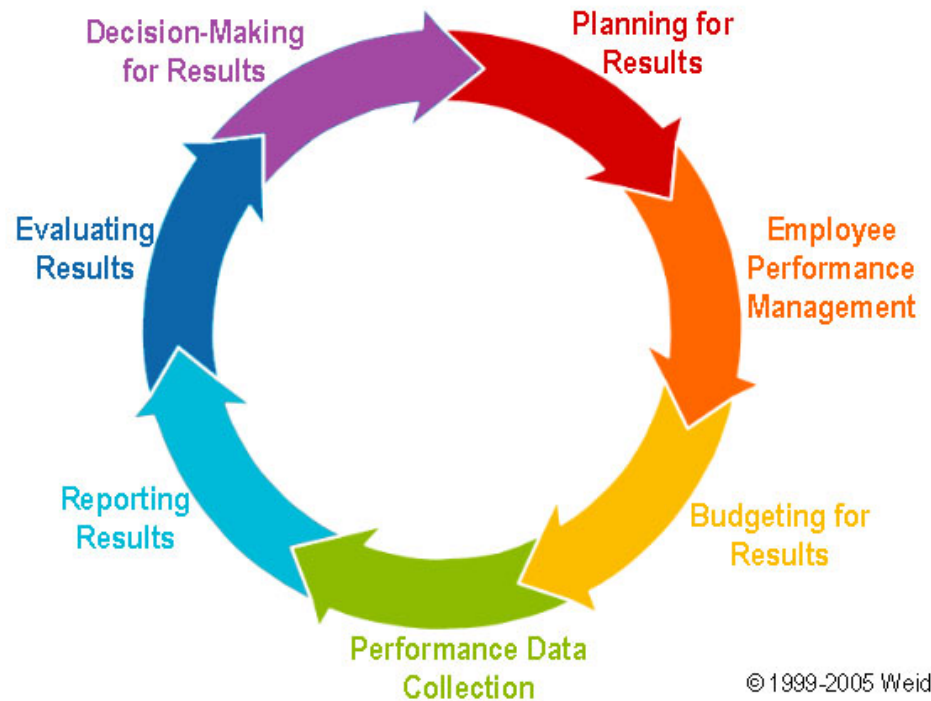 Planning for
Results
Employee
Performance
Management
Budgeting for
Results
Performance Data
Collection
Reporting
Results
Evaluating
Results
Decision-Making
for Results
© 1999-2005 Weid